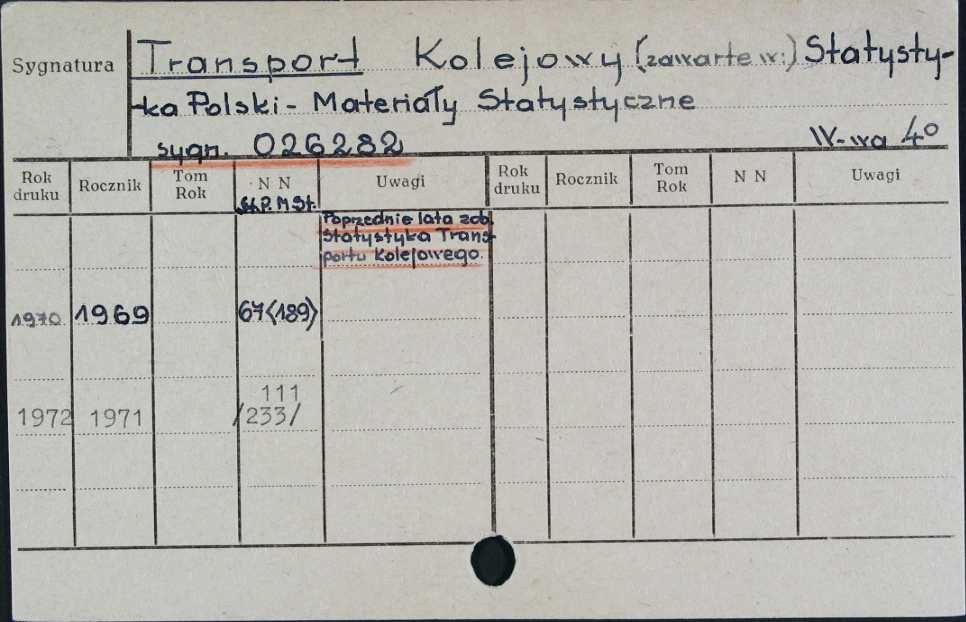 Sygnatura Transport Kolejowy (zawarte w:) Statysty-
ka Polski - Materiały Statystyczne
sygn. 026282 W-wa 4°
Rok druku Rocznik Tom Rok N N Uwagi Rok druku Rocznik Tom Rok N N Uwagi
St.P. M St.
Poprzednie lata zob.
Statystyka Trans-
portu Kolejowego.
1970 1969 67<189>
111
1972 1971 /233/